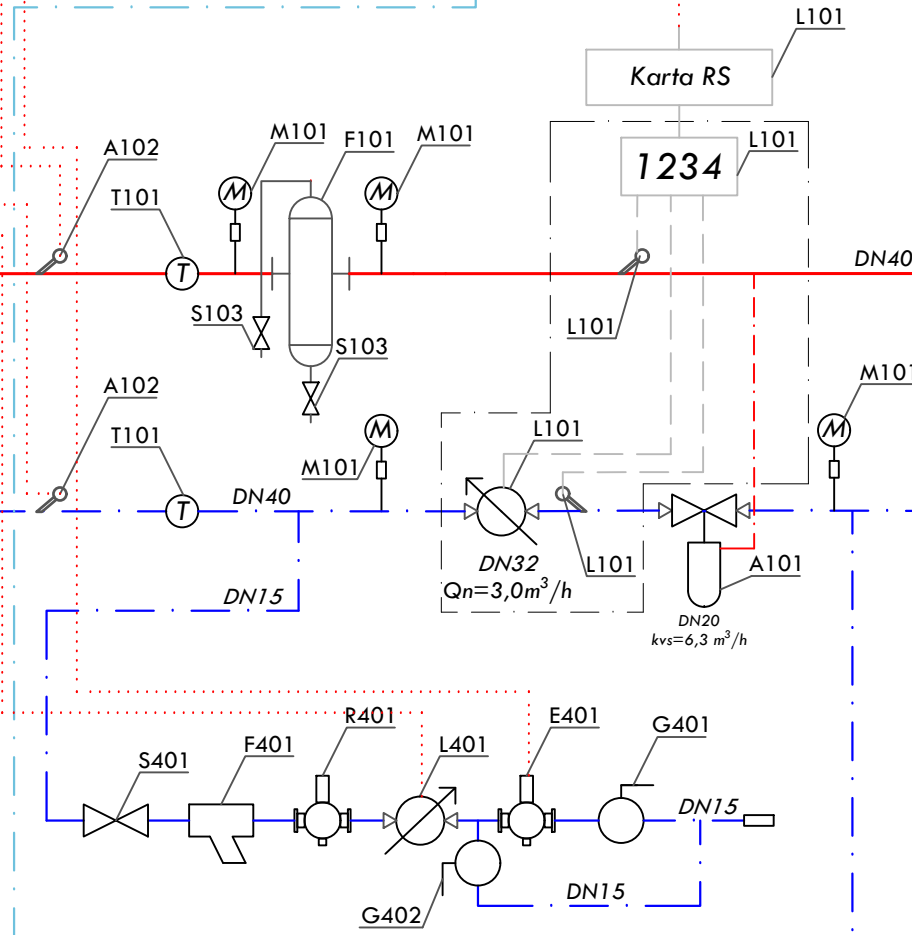 L101
Karta RS
M101
F101
M101
L101
1234
A102
T101
T
M
M
DN40
S103
L101
S103
A102
M101
T101
M
L101
M
M101
DN40
T
DN32
Qn=3,0m³/h
L101
A101
DN15
DN20
kvs=6,3 m³/h
R401
E401
G401
S401
F401
L401
DN15
DN15
G402